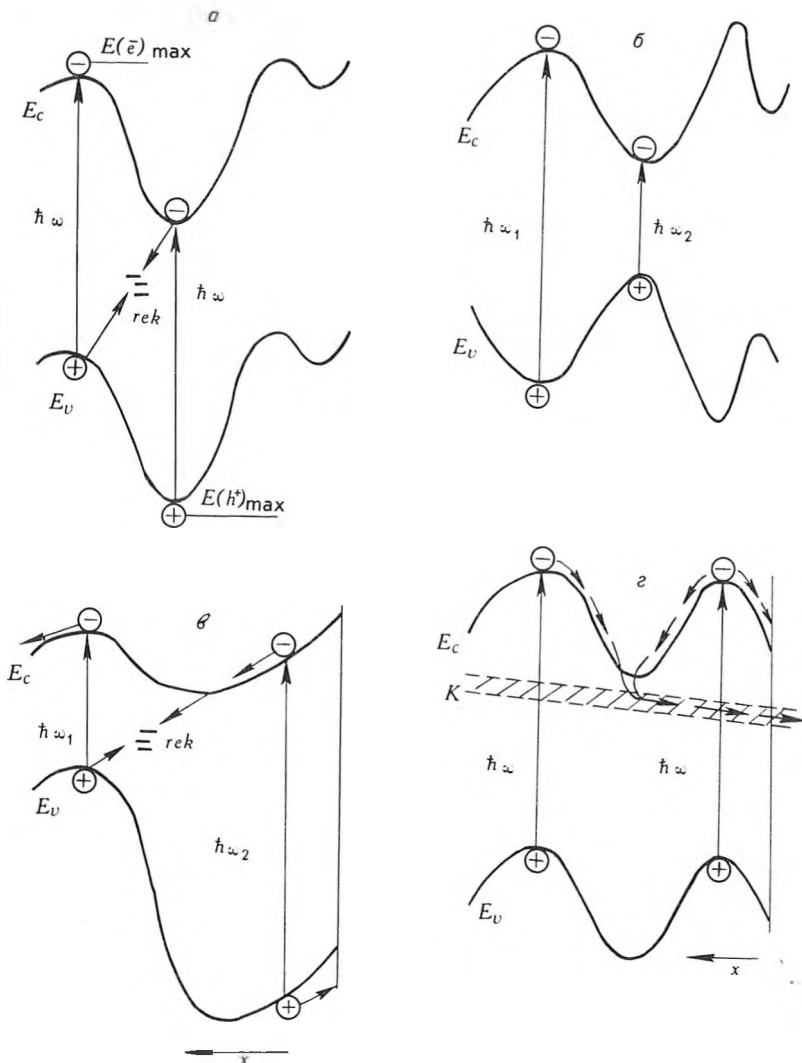 а
E(ē) max
E_c
ħω
rek
ħω
E_v
E(h⁺) max
б
E_c
ħω₁
ħω₂
E_v
в
E_c
ħω₁
rek
E_v
ħω₂
x
г
E_c
K
ħω
ħω
E_v
x